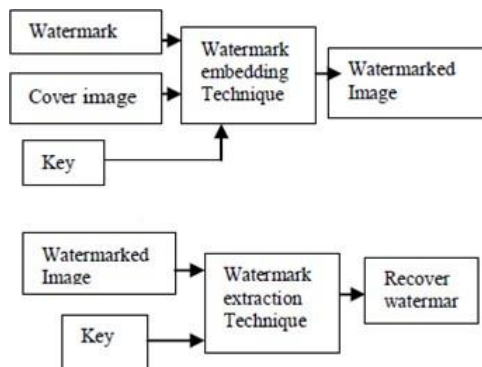 Watermark
Cover image
Key
Watermark
embedding
Technique
Watermarked
Image
Watermarked
Image
Key
Watermark
extraction
Technique
Recover
watermar